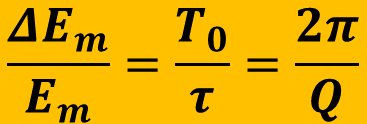 ΔE_m / E_m = T_0 / τ = 2π / Q